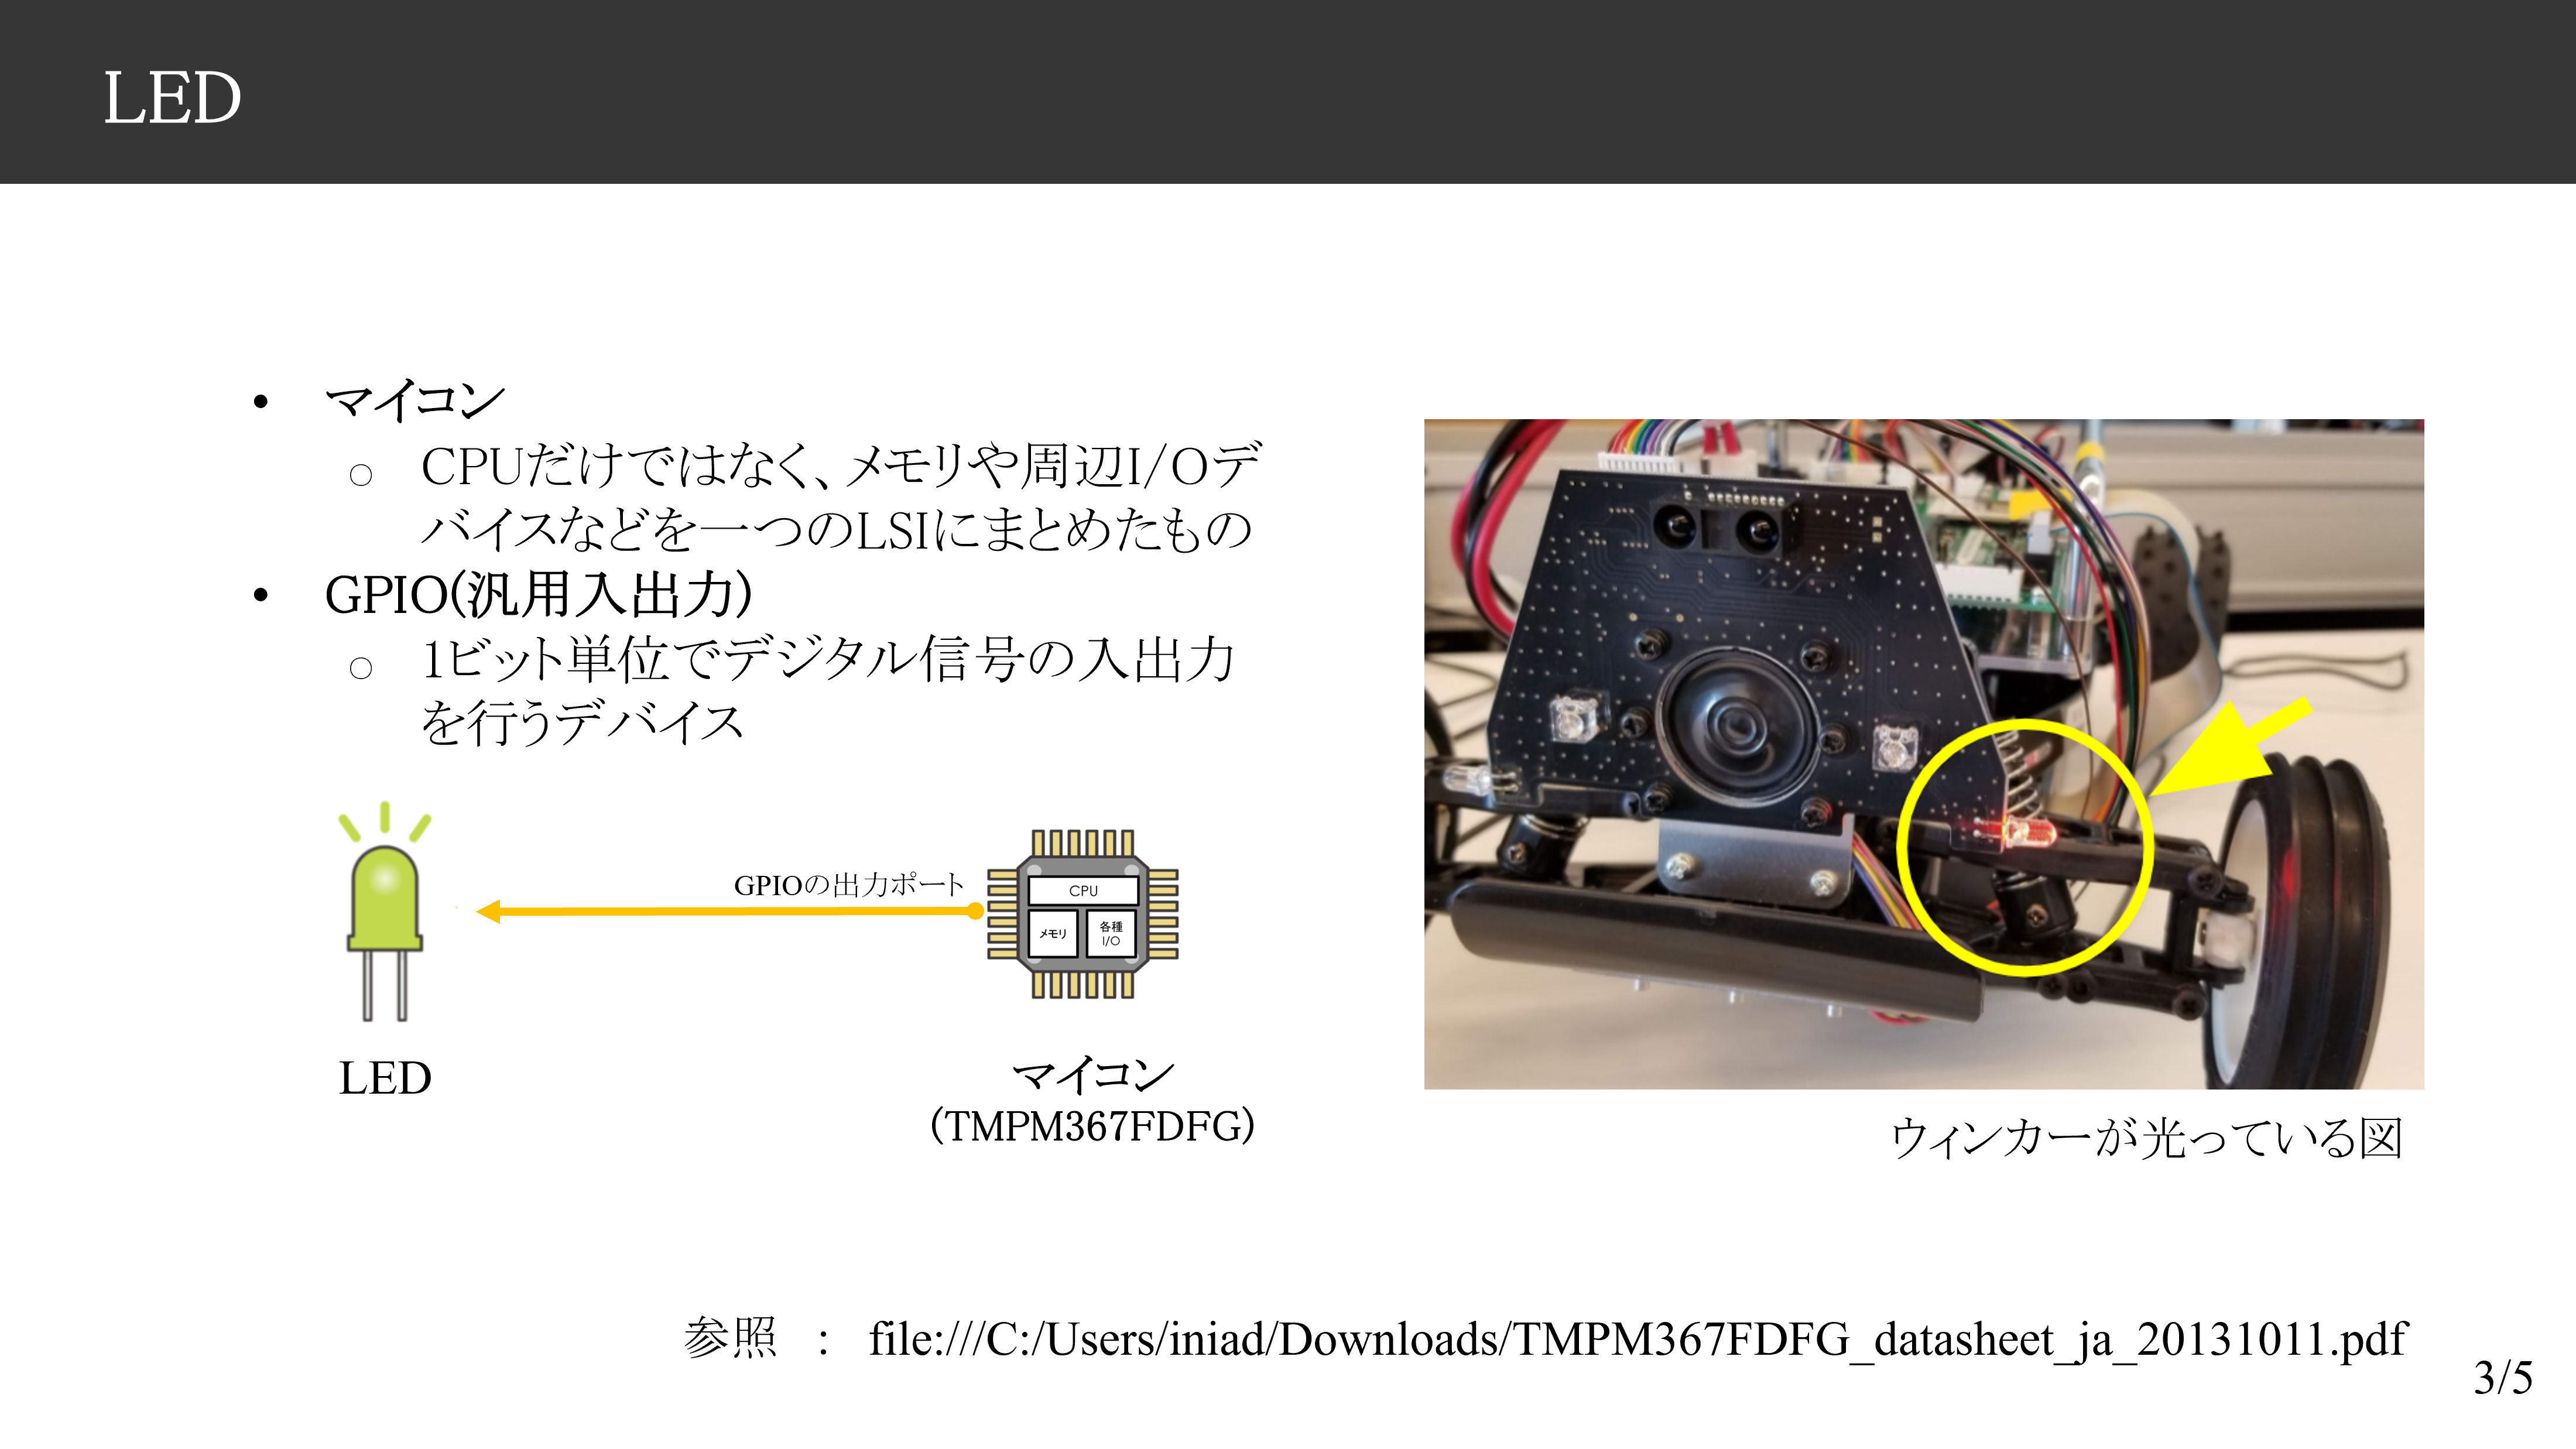 LED
• マイコン
○ CPUだけではなく、メモリや周辺I/Oデ
バイスなどを一つのLSIにまとめたもの
• GPIO(汎用入出力)
○ 1ビット単位でデジタル信号の入出力
を行うデバイス
GPIOの出力ポート
CPU
メモリ
各種
I/O
LED
マイコン
(TMPM367FDFG)
ウィンカーが光っている図
参照 : file:///C:/Users/iniad/Downloads/TMPM367FDFG_datasheet_ja_20131011.pdf
3/5